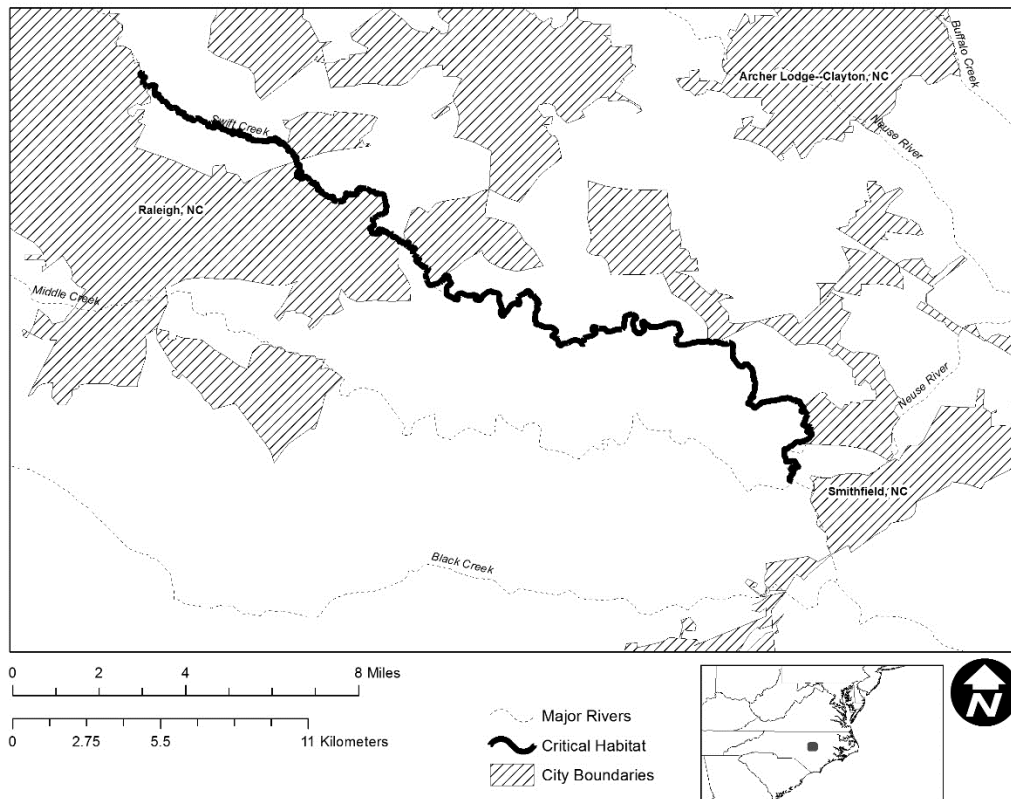 Buffalo Creek
Archer Lodge--Clayton, NC
Swift Creek
Neuse River
Raleigh, NC
Middle Creek
Neuse River
Smithfield, NC
Black Creek
0 2 4 8 Miles
0 2.75 5.5 11 Kilometers
Major Rivers
Critical Habitat
City Boundaries
N